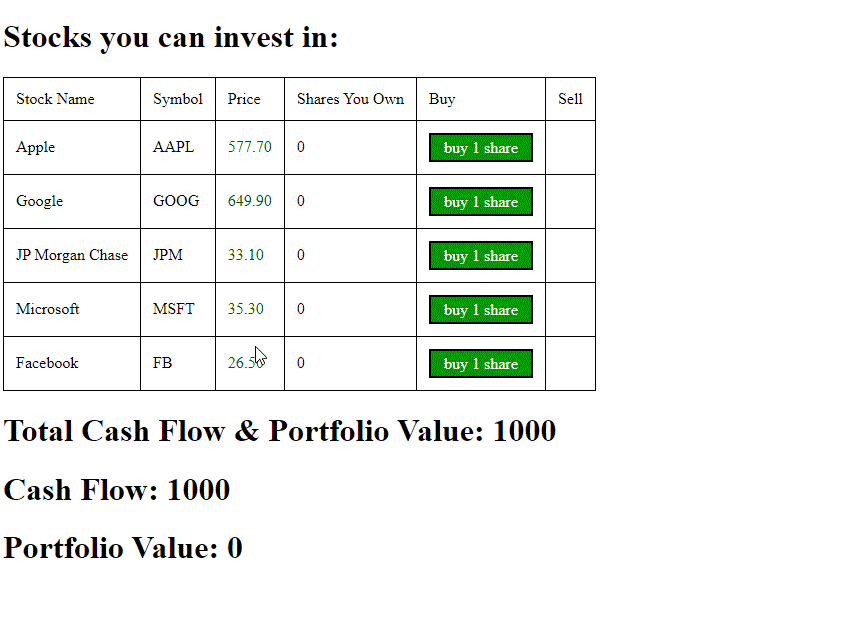 Stocks you can invest in:
Stock Name Symbol Price Shares You Own Buy Sell
Apple AAPL 577.70 0 buy 1 share
Google GOOG 649.90 0 buy 1 share
JP Morgan Chase JPM 33.10 0 buy 1 share
Microsoft MSFT 35.30 0 buy 1 share
Facebook FB 26.50 0 buy 1 share
Total Cash Flow & Portfolio Value: 1000
Cash Flow: 1000
Portfolio Value: 0